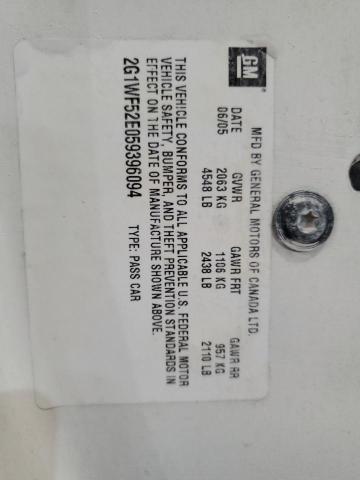 GM
MFD BY GENERAL MOTORS OF CANADA LTD.
DATE GVWR GAWR FRT GAWR RR
06/05 2063 KG 1106 KG 957 KG
4548 LB 2438 LB 2110 LB
THIS VEHICLE CONFORMS TO ALL APPLICABLE U.S. FEDERAL MOTOR
VEHICLE SAFETY, BUMPER, AND THEFT PREVENTION STANDARDS IN
EFFECT ON THE DATE OF MANUFACTURE SHOWN ABOVE.
2G1WF52E059396094 TYPE: PASS CAR